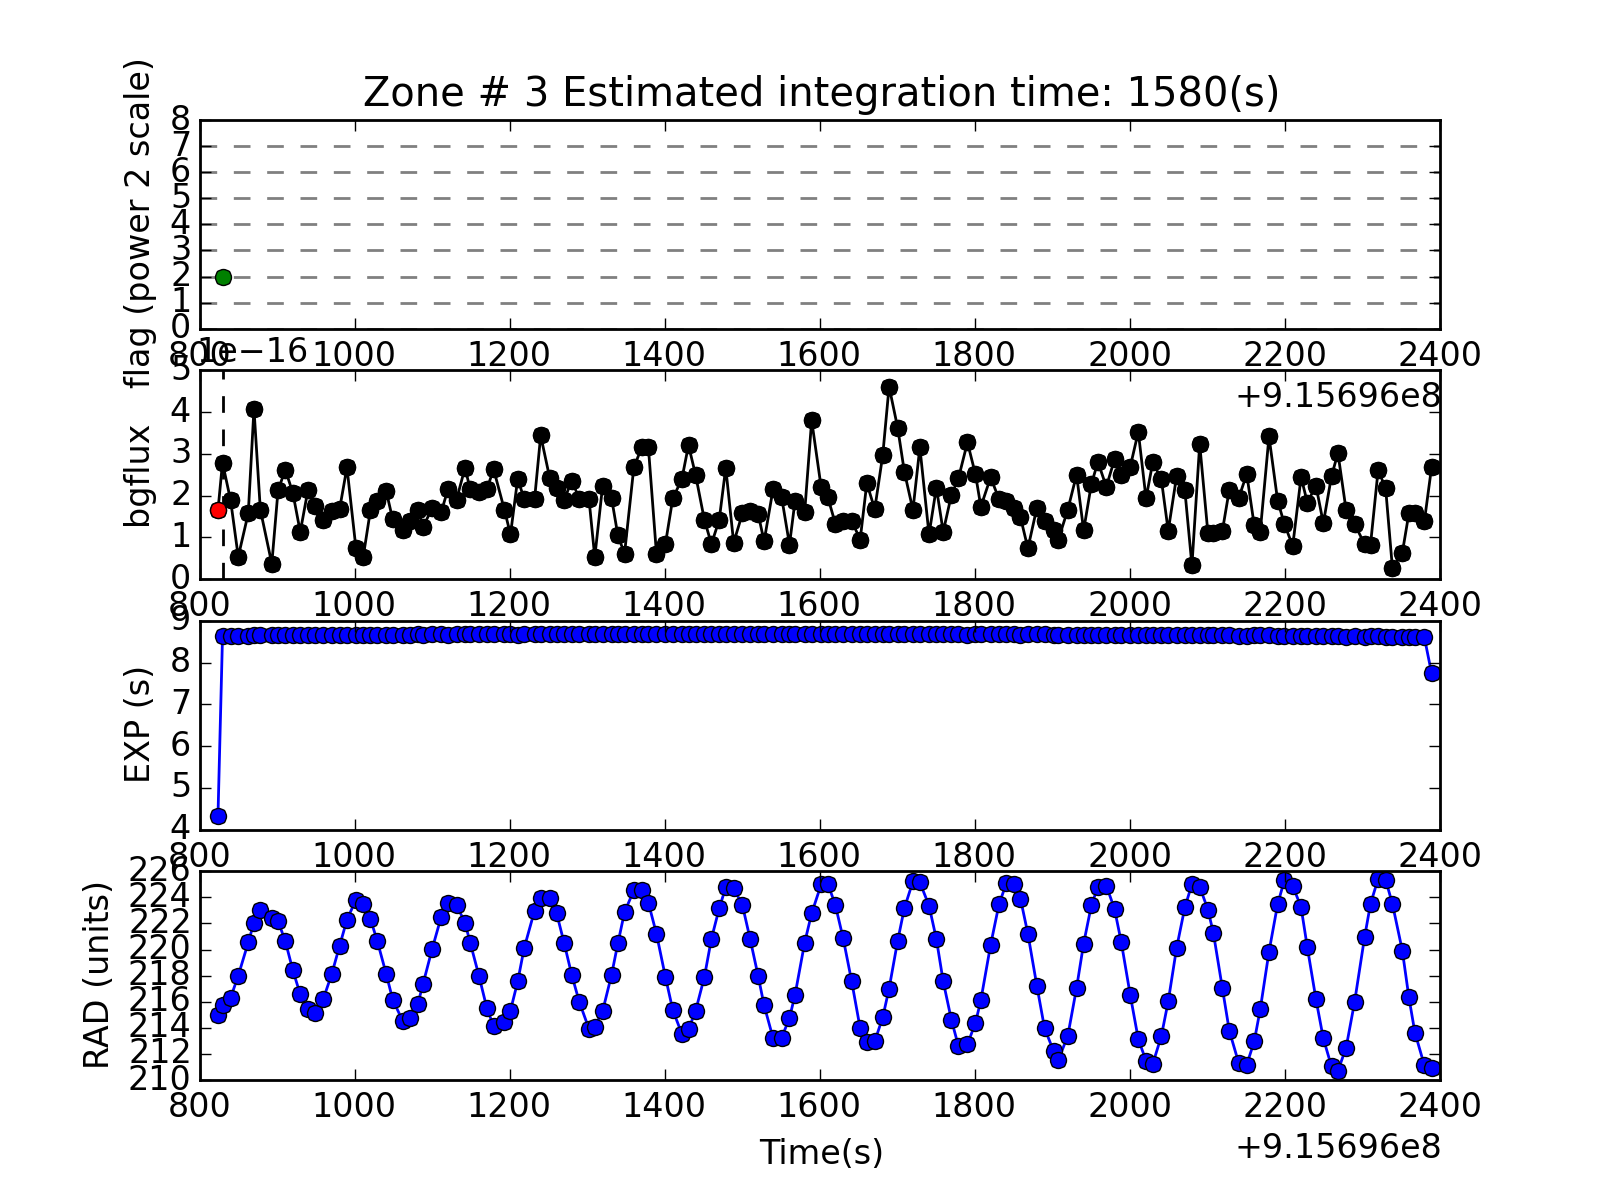 Zone # 3 Estimated integration time: 1580(s)
flag (power 2 scale)
8
7
6
5
4
3
2
1
0
800 1000 1200 1400 1600 1800 2000 2200 2400
1e−16
+9.15696e8
bgflux
5
4
3
2
1
0
800 1000 1200 1400 1600 1800 2000 2200 2400
EXP (s)
9
8
7
6
5
4
800 1000 1200 1400 1600 1800 2000 2200 2400
RAD (units)
226
224
222
220
218
216
214
212
210
800 1000 1200 1400 1600 1800 2000 2200 2400
Time(s)
+9.15696e8